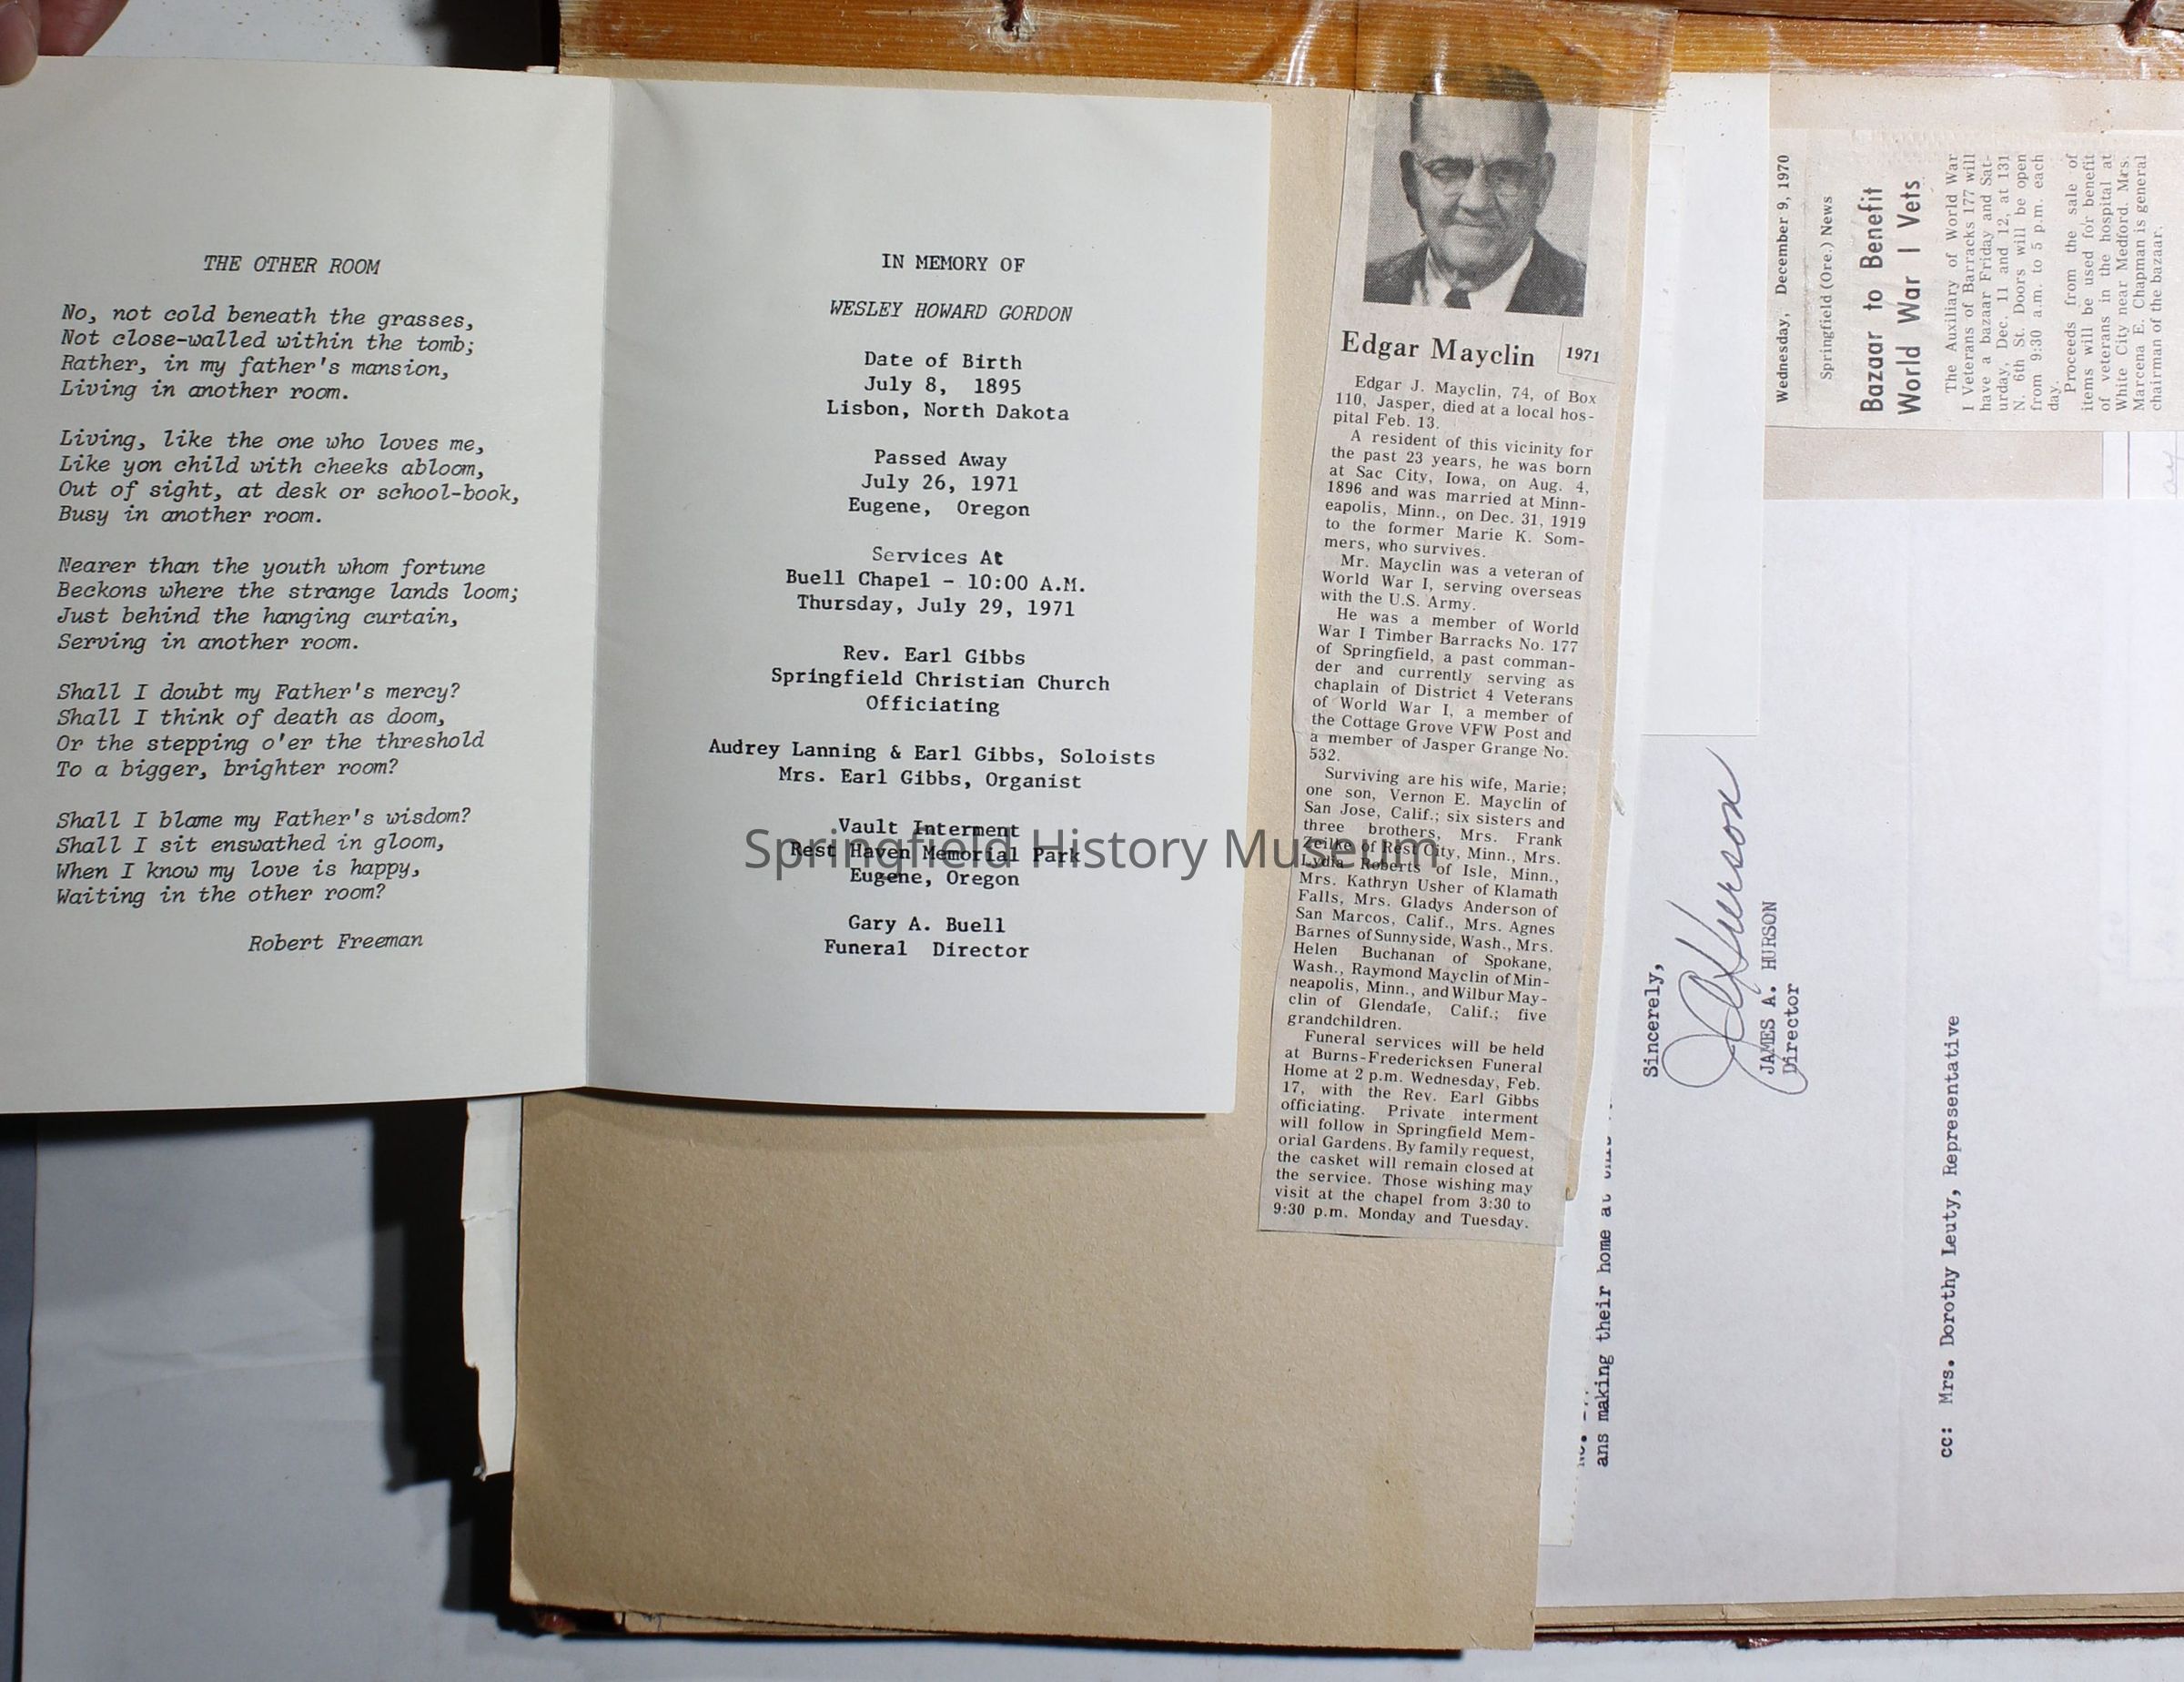 THE OTHER ROOM
No, not cold beneath the grasses,
Not close-walled within the tomb;
Rather, in my father's mansion,
Living in another room.
Living, like the one who loves me,
Like yon child with cheeks abloom,
Out of sight, at desk or school-book,
Busy in another room.
Nearer than the youth whom fortune
Beckons where the strange lands loom;
Just behind the hanging curtain,
Serving in another room.
Shall I doubt my Father's mercy?
Shall I think of death as doom,
Or the stepping o'er the threshold
To a bigger, brighter room?
Shall I blame my Father's wisdom?
Shall I sit enswathed in gloom,
When I know my love is happy,
Waiting in the other room?
Robert Freeman
IN MEMORY OF
WESLEY HOWARD GORDON
Date of Birth
July 8, 1895
Lisbon, North Dakota
Passed Away
July 26, 1971
Eugene, Oregon
Services At
Buell Chapel - 10:00 A.M.
Thursday, July 29, 1971
Rev. Earl Gibbs
Springfield Christian Church
Officiating
Audrey Lanning & Earl Gibbs, Soloists
Mrs. Earl Gibbs, Organist
Vault Interment
Rest Haven Memorial Park
Eugene, Oregon
Gary A. Buell
Funeral Director
Springfield History Museum
Edgar Mayclin
1971
Edgar J. Mayclin, 74, of Box
110, Jasper, died at a local hos-
pital Feb. 13.
A resident of this vicinity for
the past 23 years, he was born
at Sac City, Iowa, on Aug. 4,
1896 and was married at Minn-
eapolis, Minn., on Dec. 31, 1919
to the former Marie K. Som-
mers, who survives.
Mr. Mayclin was a veteran of
World War I, serving overseas
with the U.S. Army.
He was a member of World
War I Timber Barracks No. 177
of Springfield, a past comman-
der and currently serving as
chaplain of District 4 Veterans
of World War I, a member of
the Cottage Grove VFW Post and
a member of Jasper Grange No.
532.
Surviving are his wife, Marie;
one son, Vernon E. Mayclin of
San Jose, Calif.; six sisters and
three brothers, Mrs. Frank
Zeilke of Rest City, Minn., Mrs.
Lydia Roberts of Isle, Minn.,
Mrs. Kathryn Usher of Klamath
Falls, Mrs. Gladys Anderson of
San Marcos, Calif., Mrs. Agnes
Barnes of Sunnyside, Wash., Mrs.
Helen Buchanan of Spokane,
Wash., Raymond Mayclin of Min-
neapolis, Minn., and Wilbur May-
clin of Glendale, Calif.; five
grandchildren.
Funeral services will be held
at Burns-Fredericksen Funeral
Home at 2 p.m. Wednesday, Feb.
17, with the Rev. Earl Gibbs
officiating. Private interment
will follow in Springfield Mem-
orial Gardens. By family request,
the casket will remain closed at
the service. Those wishing may
visit at the chapel from 3:30 to
9:30 p.m. Monday and Tuesday.
Wednesday, December 9, 1970
Springfield (Ore.) News
Bazaar to Benefit
World War I Vets
The Auxiliary of World War
I Veterans of Barracks 177 will
have a bazaar Friday and Sat-
urday, Dec. 11 and 12, at 131
N. 6th St. Doors will be open
from 9:30 a.m. to 5 p.m. each
day.
Proceeds from the sale of
items will be used for benefit
of veterans in the hospital at
White City near Medford. Mrs.
Marcena E. Chapman is general
chairman of the bazaar.
ans making their home at
Sincerely,
JAMES A. HURSON
Director
cc: Mrs. Dorothy Leuty, Representative